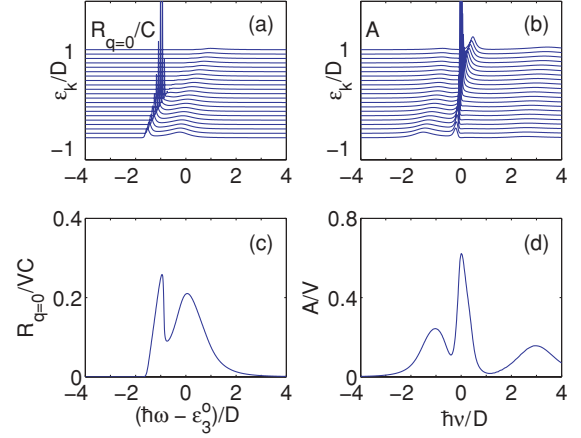 R_{q=0}/C (a)
A (b)
1
ε_k/D
−1
−4 −2 0 2 4
1
ε_k/D
−1
−4 −2 0 2 4
(c)
0.4
0.2
0
R_{q=0}/VC
−4 −2 0 2 4
(ħω − ε_3^o)/D
(d)
0.8
0.4
0
A/V
−4 −2 0 2 4
ħν/D